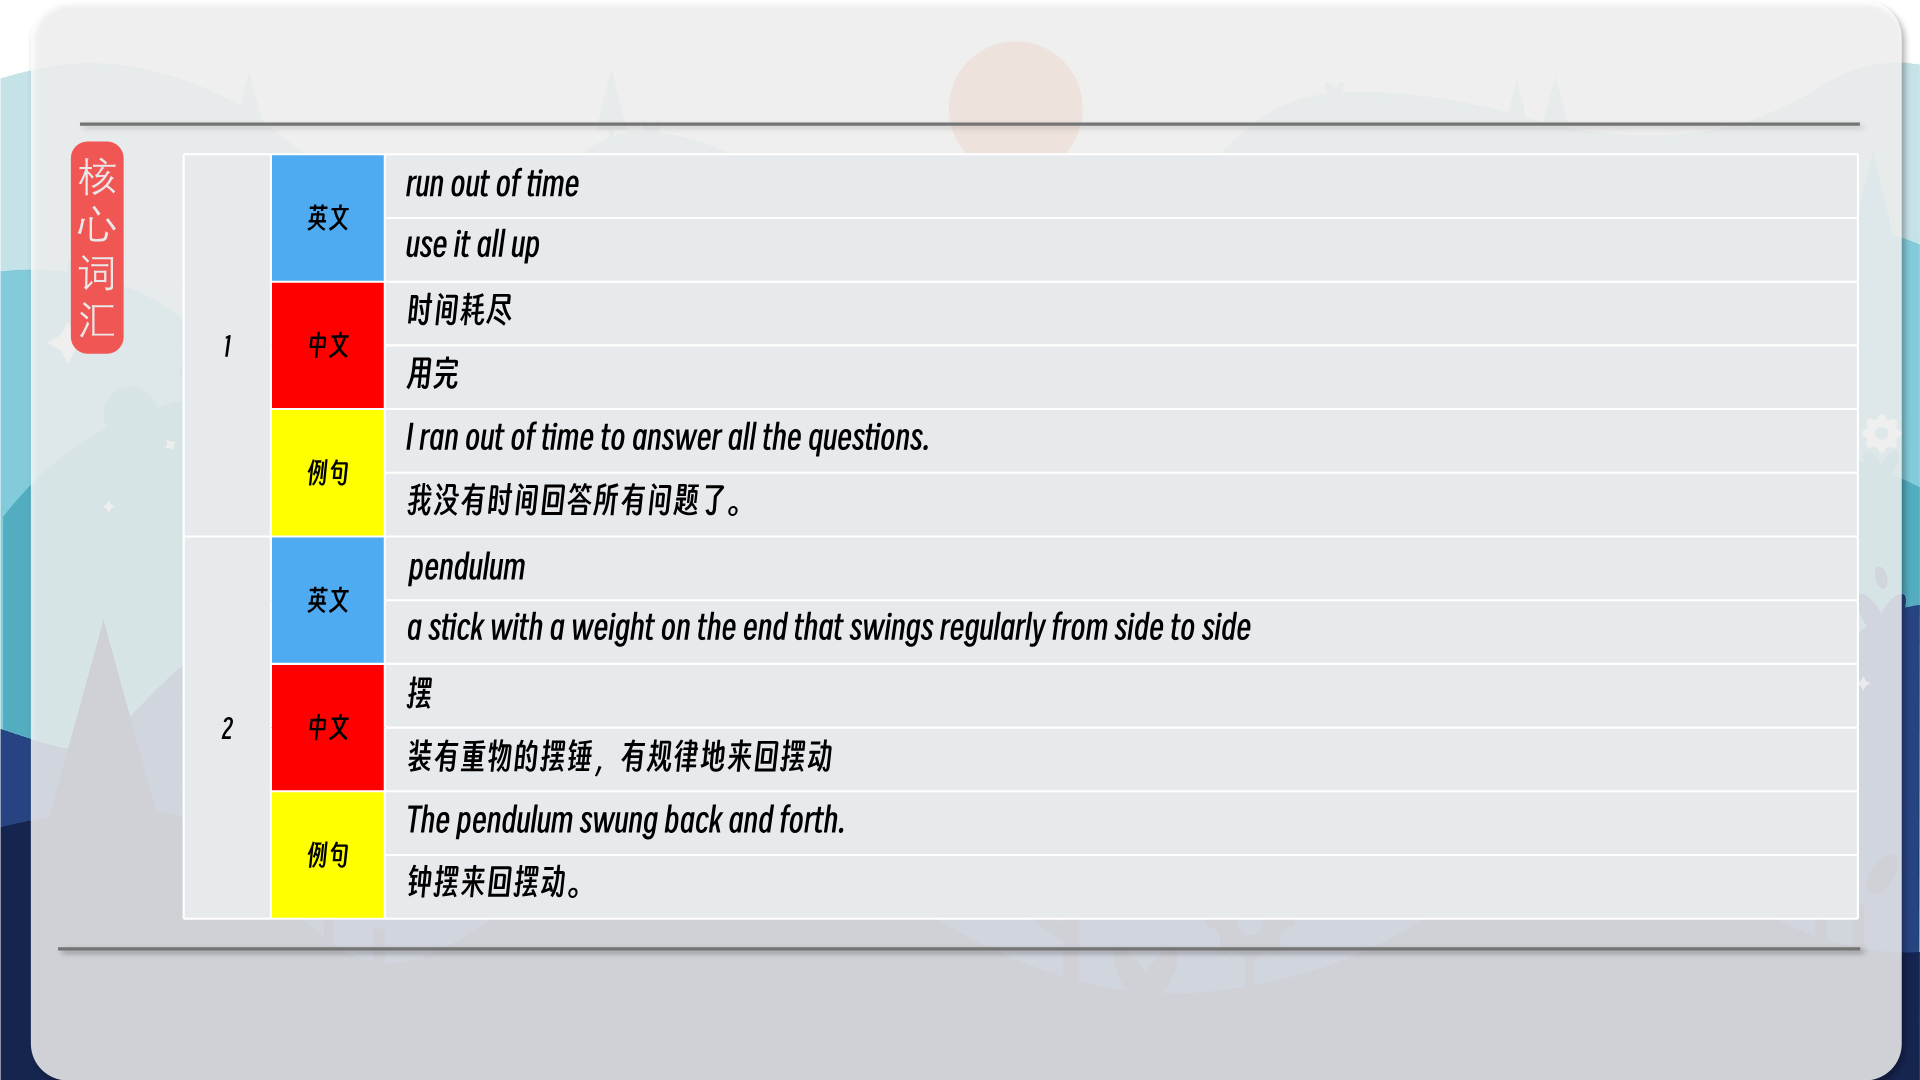 核心词汇
1
英文
run out of time
use it all up
中文
时间耗尽
用完
例句
I ran out of time to answer all the questions.
我没有时间回答所有问题了。
2
英文
pendulum
a stick with a weight on the end that swings regularly from side to side
中文
摆
装有重物的摆锤，有规律地来回摆动
例句
The pendulum swung back and forth.
钟摆来回摆动。